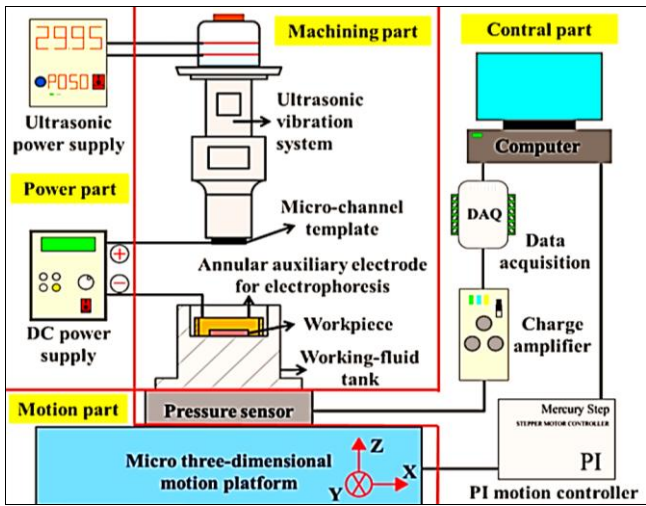 2995
POSO
Ultrasonic
power supply
Power part
DC power
supply
+
−
Machining part
Ultrasonic
vibration
system
Micro-channel
template
Annular auxiliary electrode
for electrophoresis
Workpiece
Working-fluid
tank
Pressure sensor
Motion part
Micro three-dimensional
motion platform
Z
X
Y
Contral part
Computer
DAQ
Data
acquisition
Charge
amplifier
Mercury Step
STEPPER MOTOR CONTROLLER
PI
PI motion controller